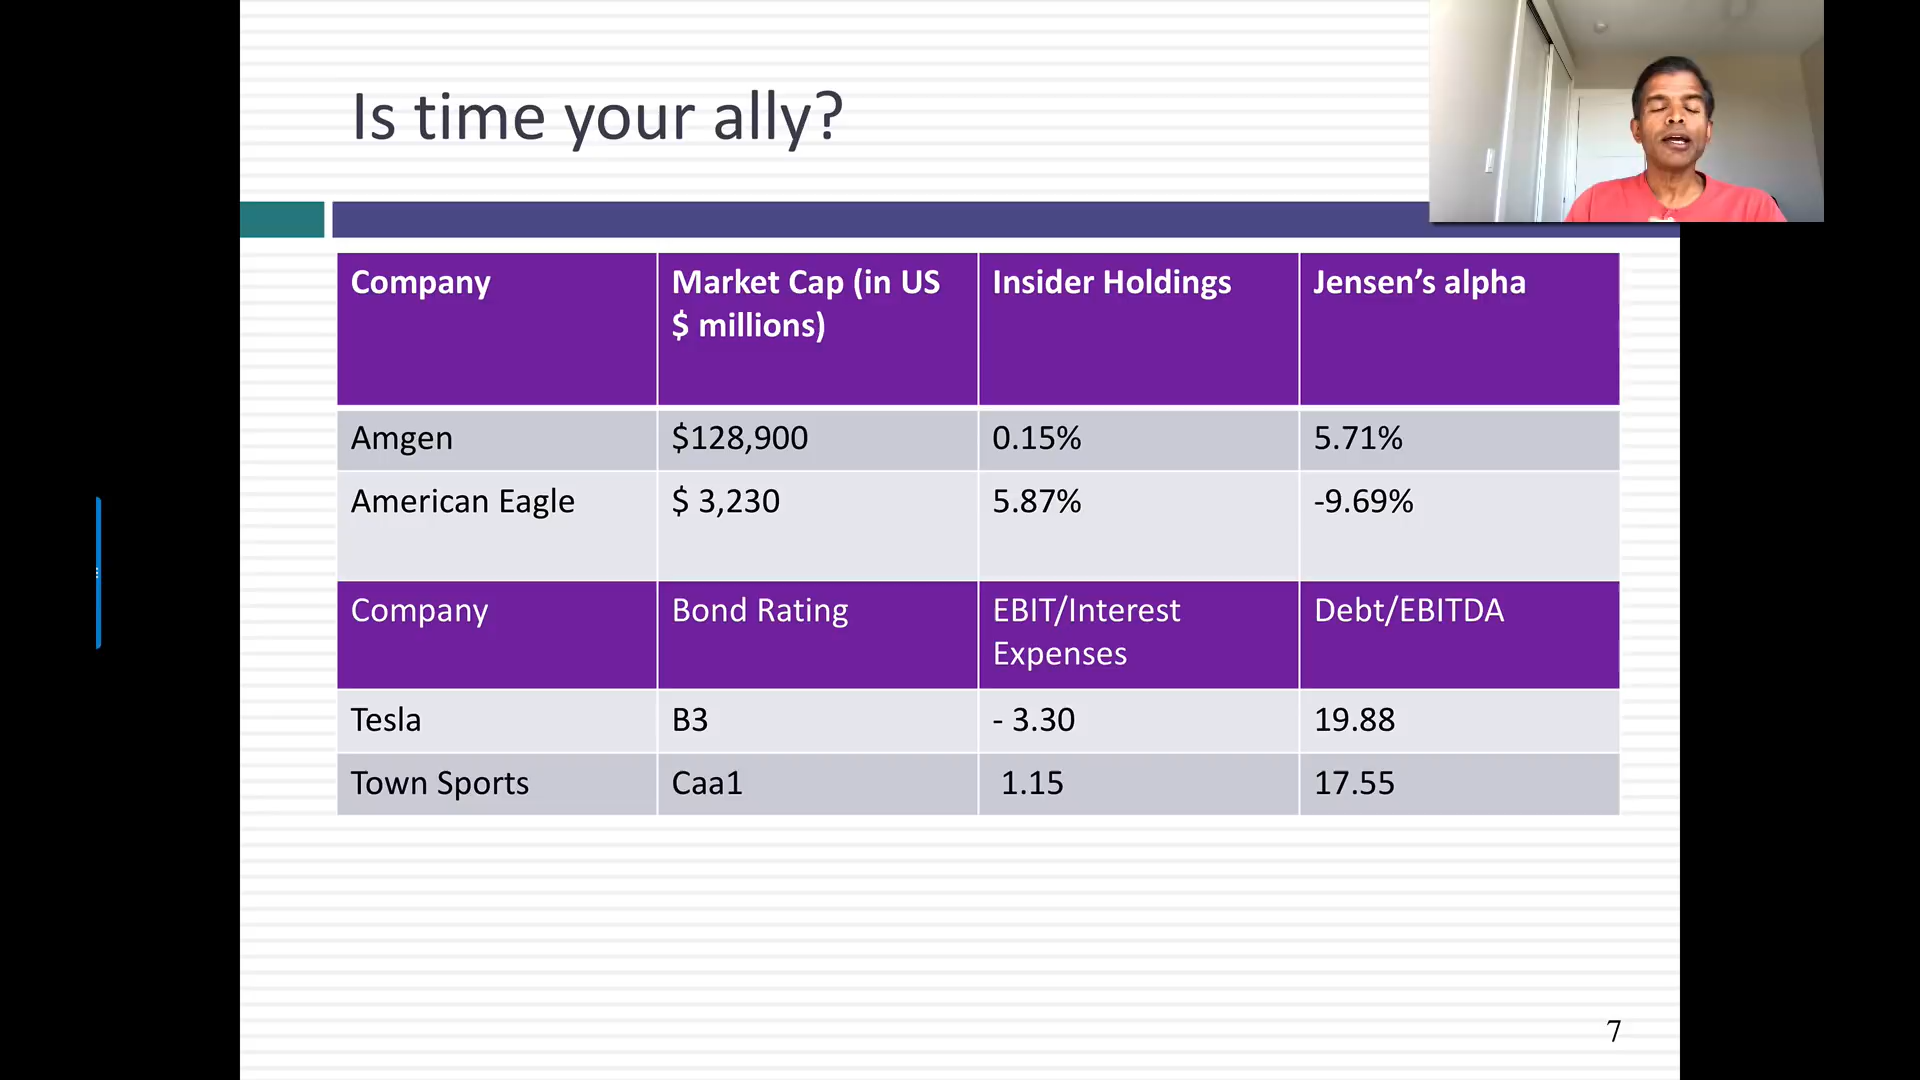 Is time your ally?
Company Market Cap (in US Insider Holdings Jensen’s alpha
$ millions)
Amgen $128,900 0.15% 5.71%
American Eagle $ 3,230 5.87% -9.69%
Company Bond Rating EBIT/Interest Debt/EBITDA
Expenses
Tesla B3 - 3.30 19.88
Town Sports Caa1 1.15 17.55
7